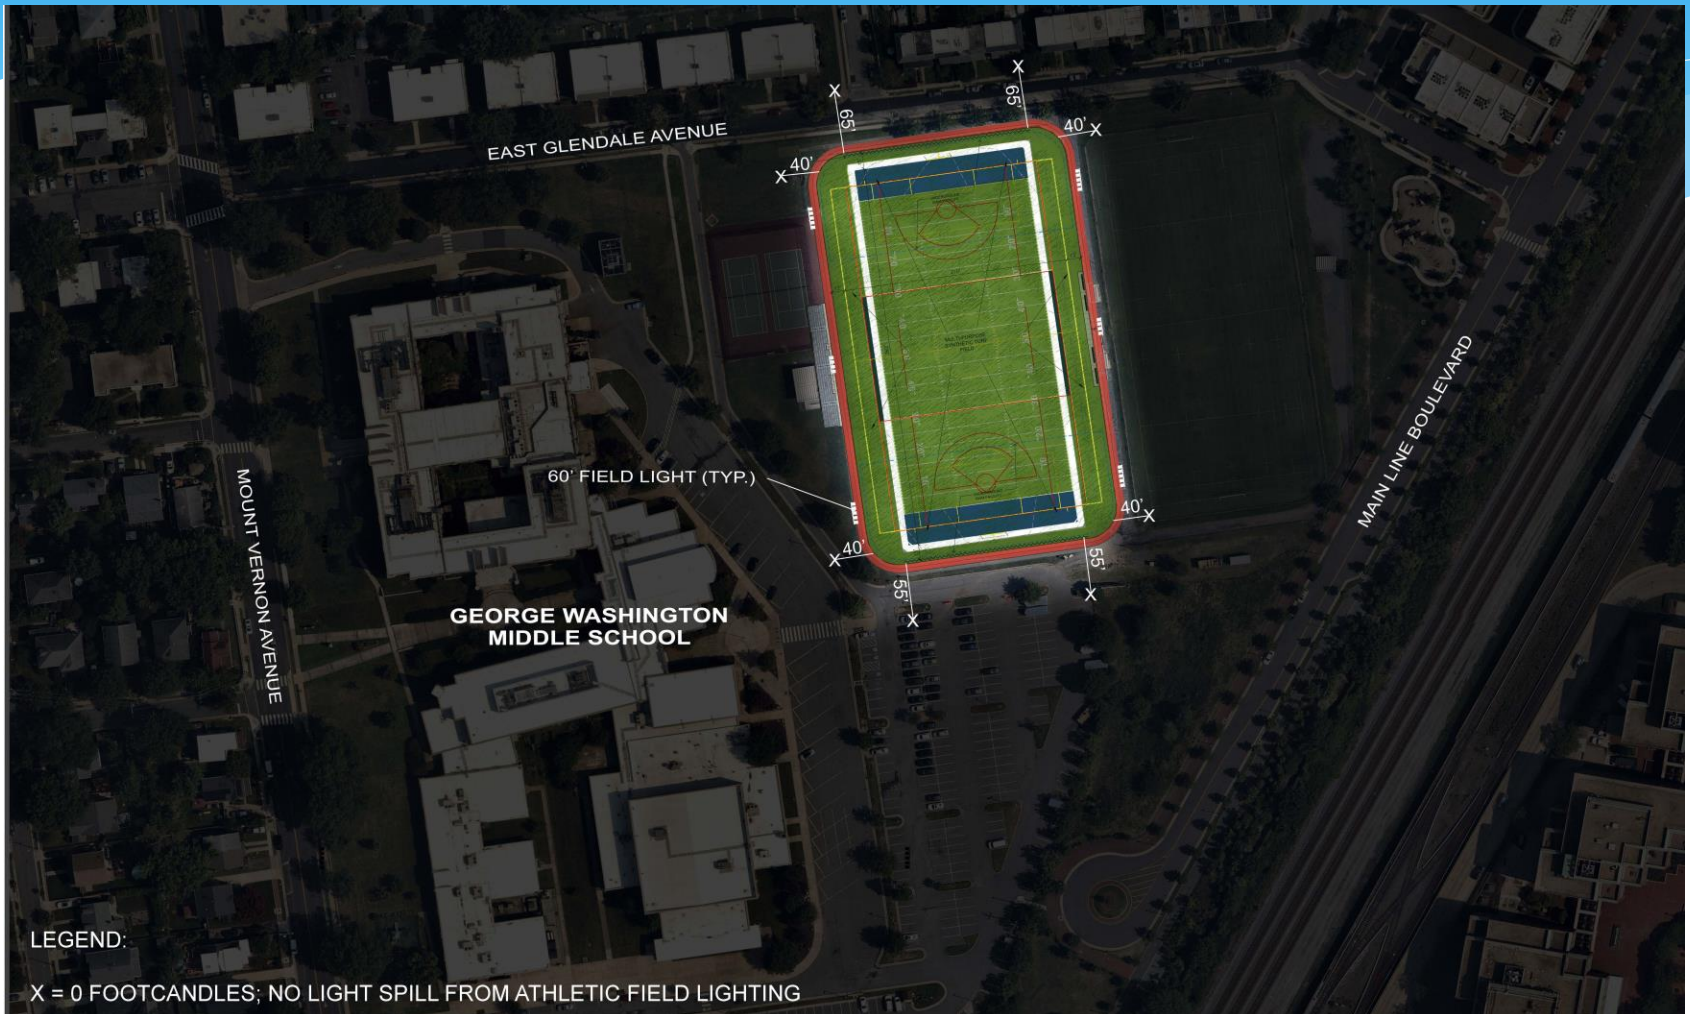 X
X
65'
65'
40'
X
EAST GLENDALE AVENUE
40'
X
MAIN LINE BOULEVARD
60' FIELD LIGHT (TYP.)
MOUNT VERNON AVENUE
40'
X
40'
X
55'
55'
X
X
GEORGE WASHINGTON
MIDDLE SCHOOL
LEGEND:
X = 0 FOOTCANDLES; NO LIGHT SPILL FROM ATHLETIC FIELD LIGHTING